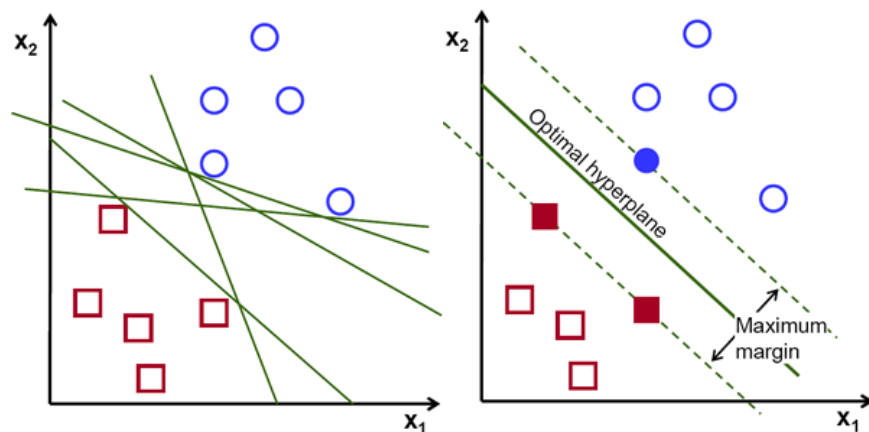 x₂
x₁
x₂
Optimal hyperplane
Maximum
margin
x₁